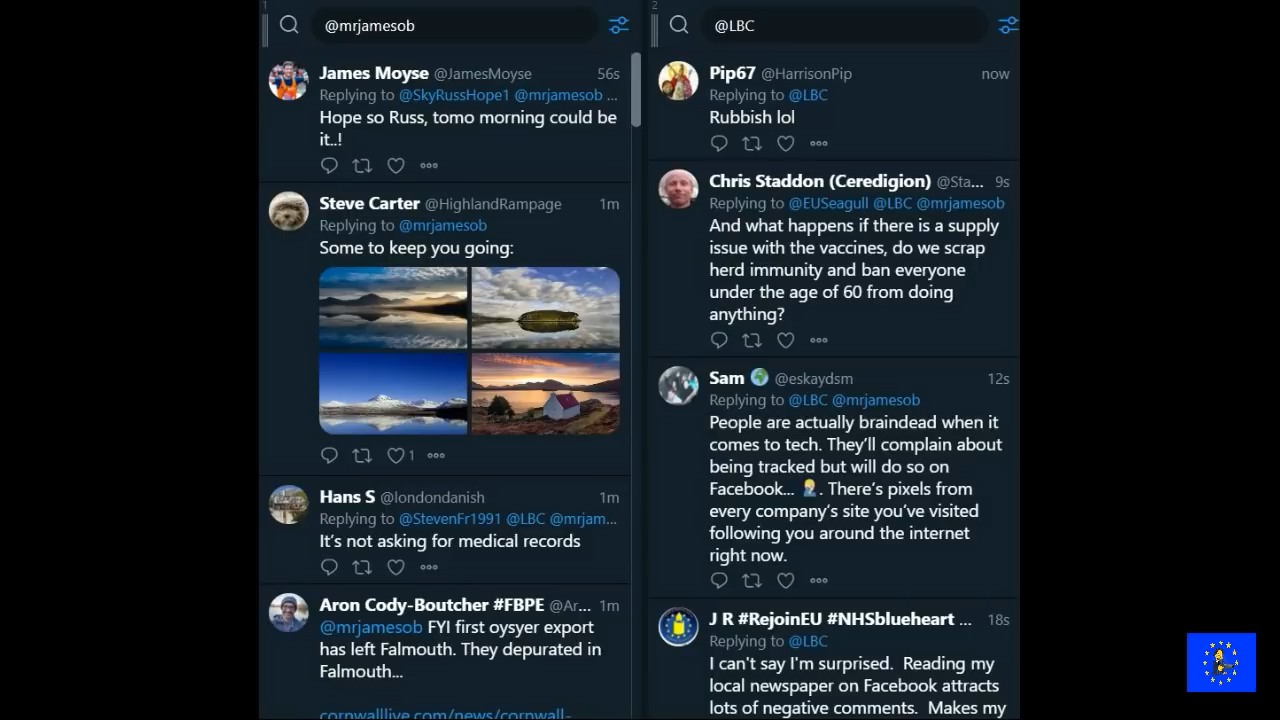 1
@mrjamesob
James Moyse @JamesMoyse 56s
Replying to @SkyRussHope1 @mrjamesob ...
Hope so Russ, tomo morning could be
it..!
Steve Carter @HighlandRampage 1m
Replying to @mrjamesob
Some to keep you going:
1
Hans S @londondanish 1m
Replying to @StevenFr1991 @LBC @mrjam...
It's not asking for medical records
Aron Cody-Boutcher #FBPE @Ar... 1m
@mrjamesob FYI first oysyer export
has left Falmouth. They depurated in
Falmouth...
cornwalllive.com/news/cornwall-
2
@LBC
Pip67 @HarrisonPip now
Replying to @LBC
Rubbish lol
Chris Staddon (Ceredigion) @Sta... 9s
Replying to @EUSeagull @LBC @mrjamesob
And what happens if there is a supply
issue with the vaccines, do we scrap
herd immunity and ban everyone
under the age of 60 from doing
anything?
Sam @eskaydsm 12s
Replying to @LBC @mrjamesob
People are actually braindead when it
comes to tech. They'll complain about
being tracked but will do so on
Facebook... . There's pixels from
every company's site you've visited
following you around the internet
right now.
J R #RejoinEU #NHSblueheart ... 18s
Replying to @LBC
I can't say I'm surprised. Reading my
local newspaper on Facebook attracts
lots of negative comments. Makes my